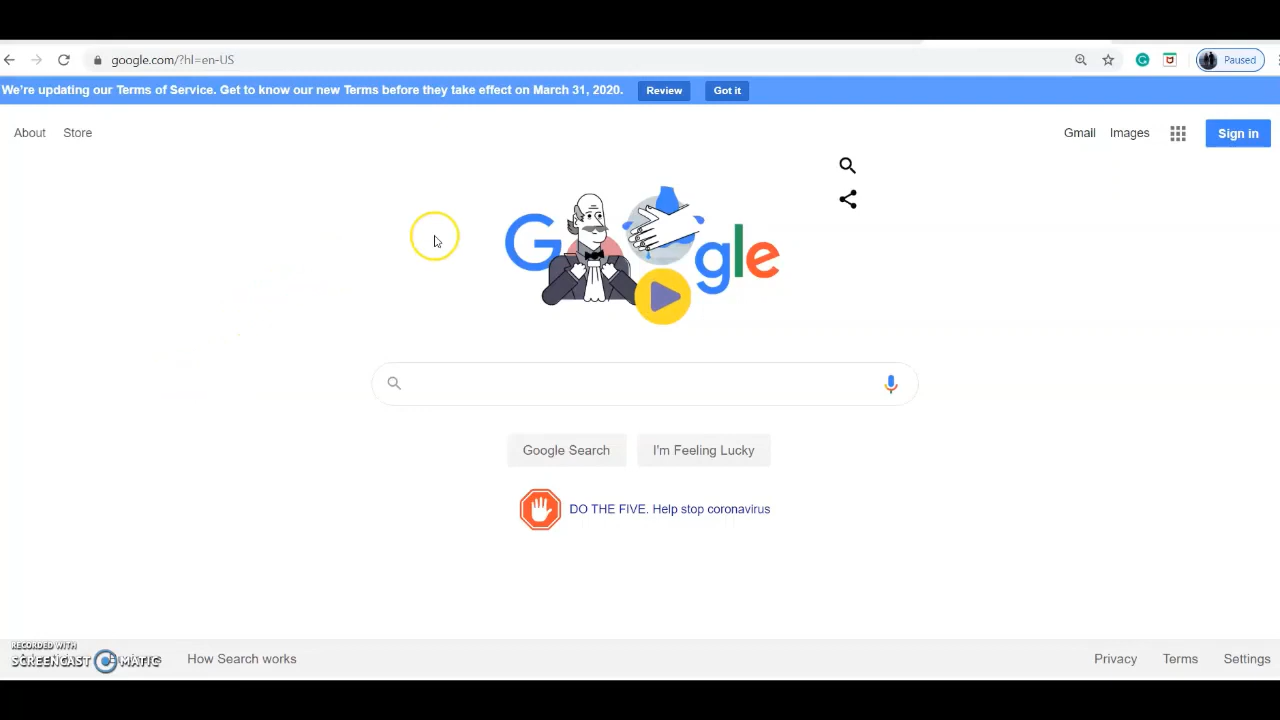 google.com/?hl=en-US
Paused
We're updating our Terms of Service. Get to know our new Terms before they take effect on March 31, 2020.
Review
Got it
About
Store
Gmail
Images
Sign in
Google
Google Search
I'm Feeling Lucky
DO THE FIVE. Help stop coronavirus
RECORDED WITH
SCREENCAST MATIC
How Search works
Privacy
Terms
Settings